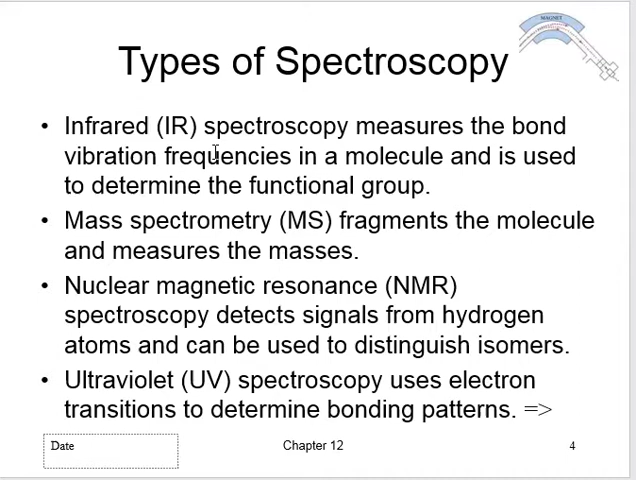 MAGNET
Types of Spectroscopy
• Infrared (IR) spectroscopy measures the bond
vibration frequencies in a molecule and is used
to determine the functional group.
• Mass spectrometry (MS) fragments the molecule
and measures the masses.
• Nuclear magnetic resonance (NMR)
spectroscopy detects signals from hydrogen
atoms and can be used to distinguish isomers.
• Ultraviolet (UV) spectroscopy uses electron
transitions to determine bonding patterns. =>
Date
Chapter 12
4